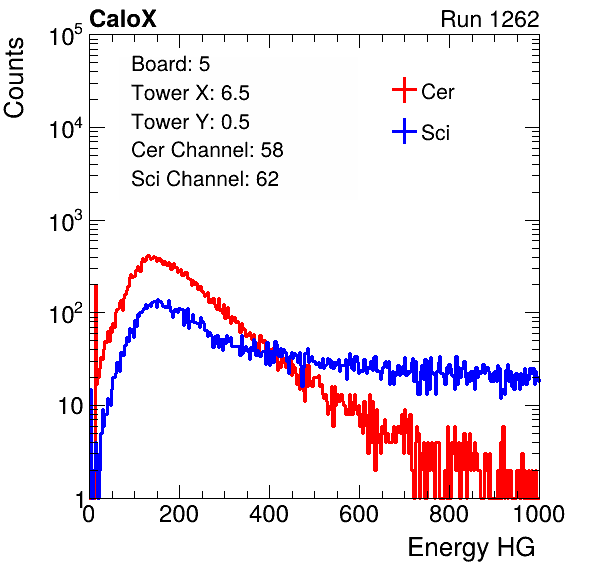 CaloX Run 1262
Counts
10^5
10^4
10^3
10^2
10
1
Board: 5
Tower X: 6.5
Tower Y: 0.5
Cer Channel: 58
Sci Channel: 62
Cer
Sci
0 200 400 600 800 1000
Energy HG